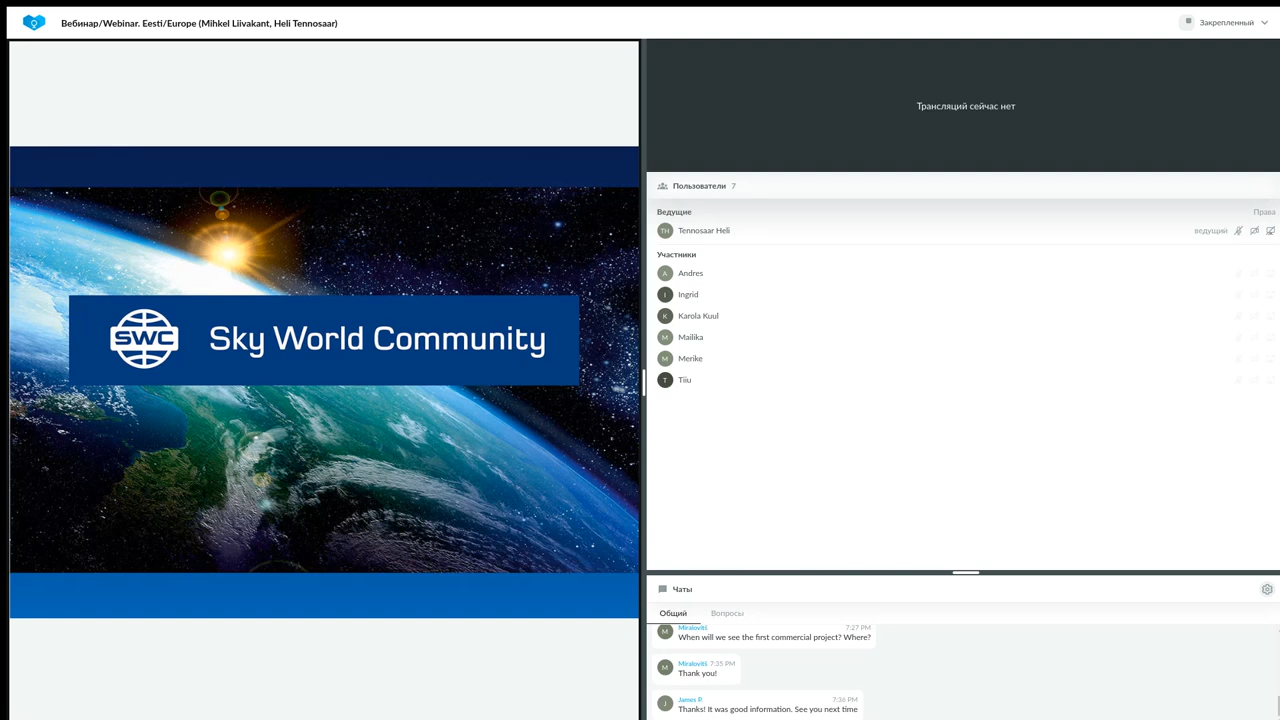 Вебинар/Webinar. Eesti/Europe (Mihkel Liivakant, Heli Tennosaar)
Закрепленный
SWC Sky World Community
Трансляций сейчас нет
Пользователи 7
Ведущие Права
TH Tennosaar Heli ведущий
Участники
A Andres
I Ingrid
K Karola Kuul
M Mailika
M Merike
T Tiiu
Чаты
Общий Вопросы
Miralovitš 7:27 PM
M When will we see the first commercial project? Where?
Miralovitš 7:35 PM
M Thank you!
James P. 7:36 PM
J Thanks! It was good information. See you next time